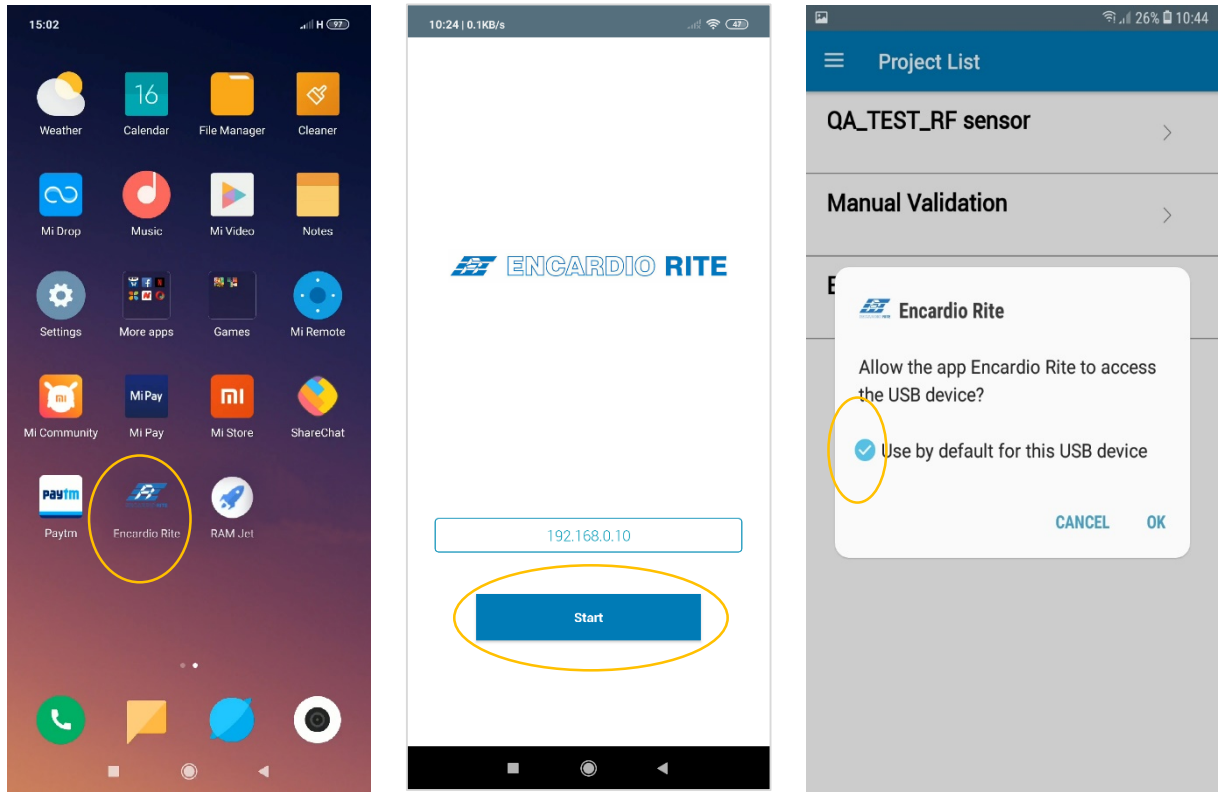 15:02
H 97
16
Weather
Calendar
File Manager
Cleaner
Mi Drop
Music
Mi Video
Notes
Settings
More apps
Games
Mi Remote
Mi Pay
Mi Community
Mi Pay
Mi Store
ShareChat
Paytm
Paytm
Encardio Rite
RAM Jet
10:24 | 0.1KB/s
47
ENCARDIO RITE
192.168.0.10
Start
26% 10:44
Project List
QA_TEST_RF sensor
Manual Validation
E
Encardio Rite
Allow the app Encardio Rite to access
the USB device?
Use by default for this USB device
CANCEL OK